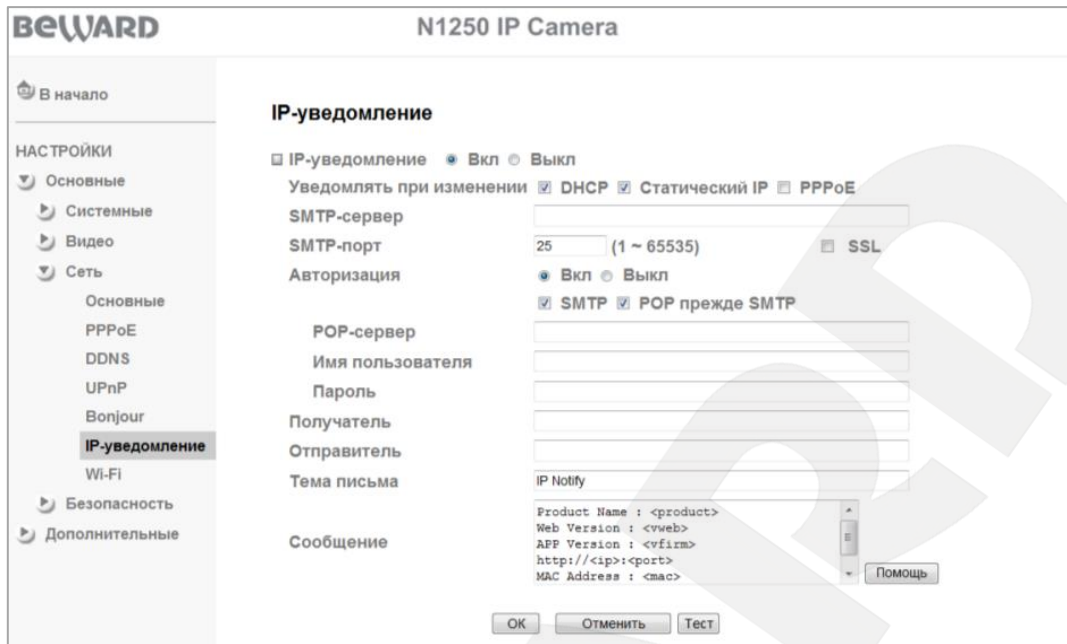 BEWARD
N1250 IP Camera
В начало
НАСТРОЙКИ
Основные
Системные
Видео
Сеть
Основные
PPPoE
DDNS
UPnP
Bonjour
IP-уведомление
Wi-Fi
Безопасность
Дополнительные
IP-уведомление
IP-уведомление Вкл Выкл
Уведомлять при изменении DHCP Статический IP PPPoE
SMTP-сервер
SMTP-порт 25 (1 ~ 65535) SSL
Авторизация Вкл Выкл
SMTP POP прежде SMTP
POP-сервер
Имя пользователя
Пароль
Получатель
Отправитель
Тема письма IP Notify
Сообщение
Product Name : <product>
Web Version : <vweb>
APP Version : <vfirm>
http://<ip>:<port>
MAC Address : <mac>
Помощь
OK Отменить Тест